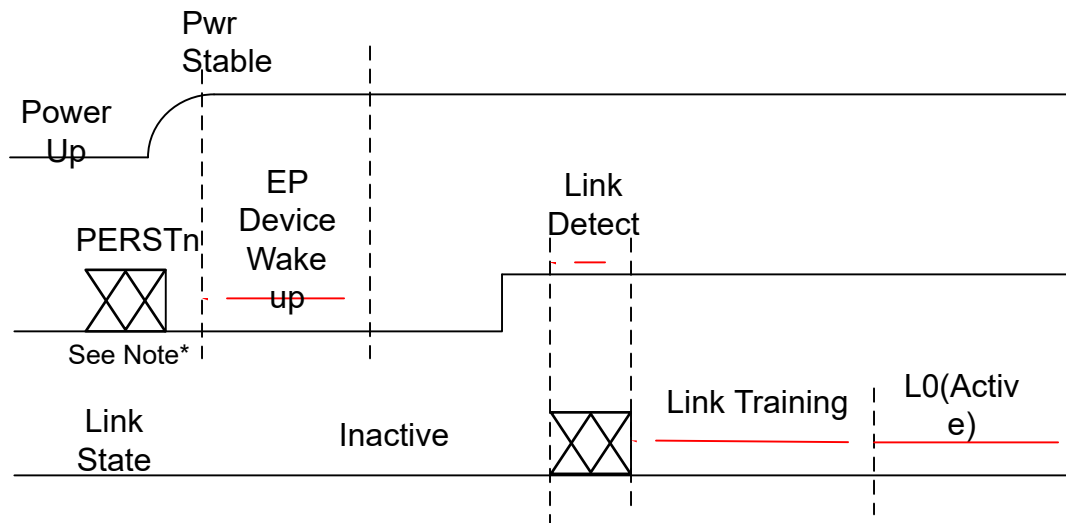 Pwr
Stable
Power
Up
EP
Device
Wake
up
Link
Detect
PERSTn
See Note*
Link
State
Inactive
Link Training
L0(Activ
e)